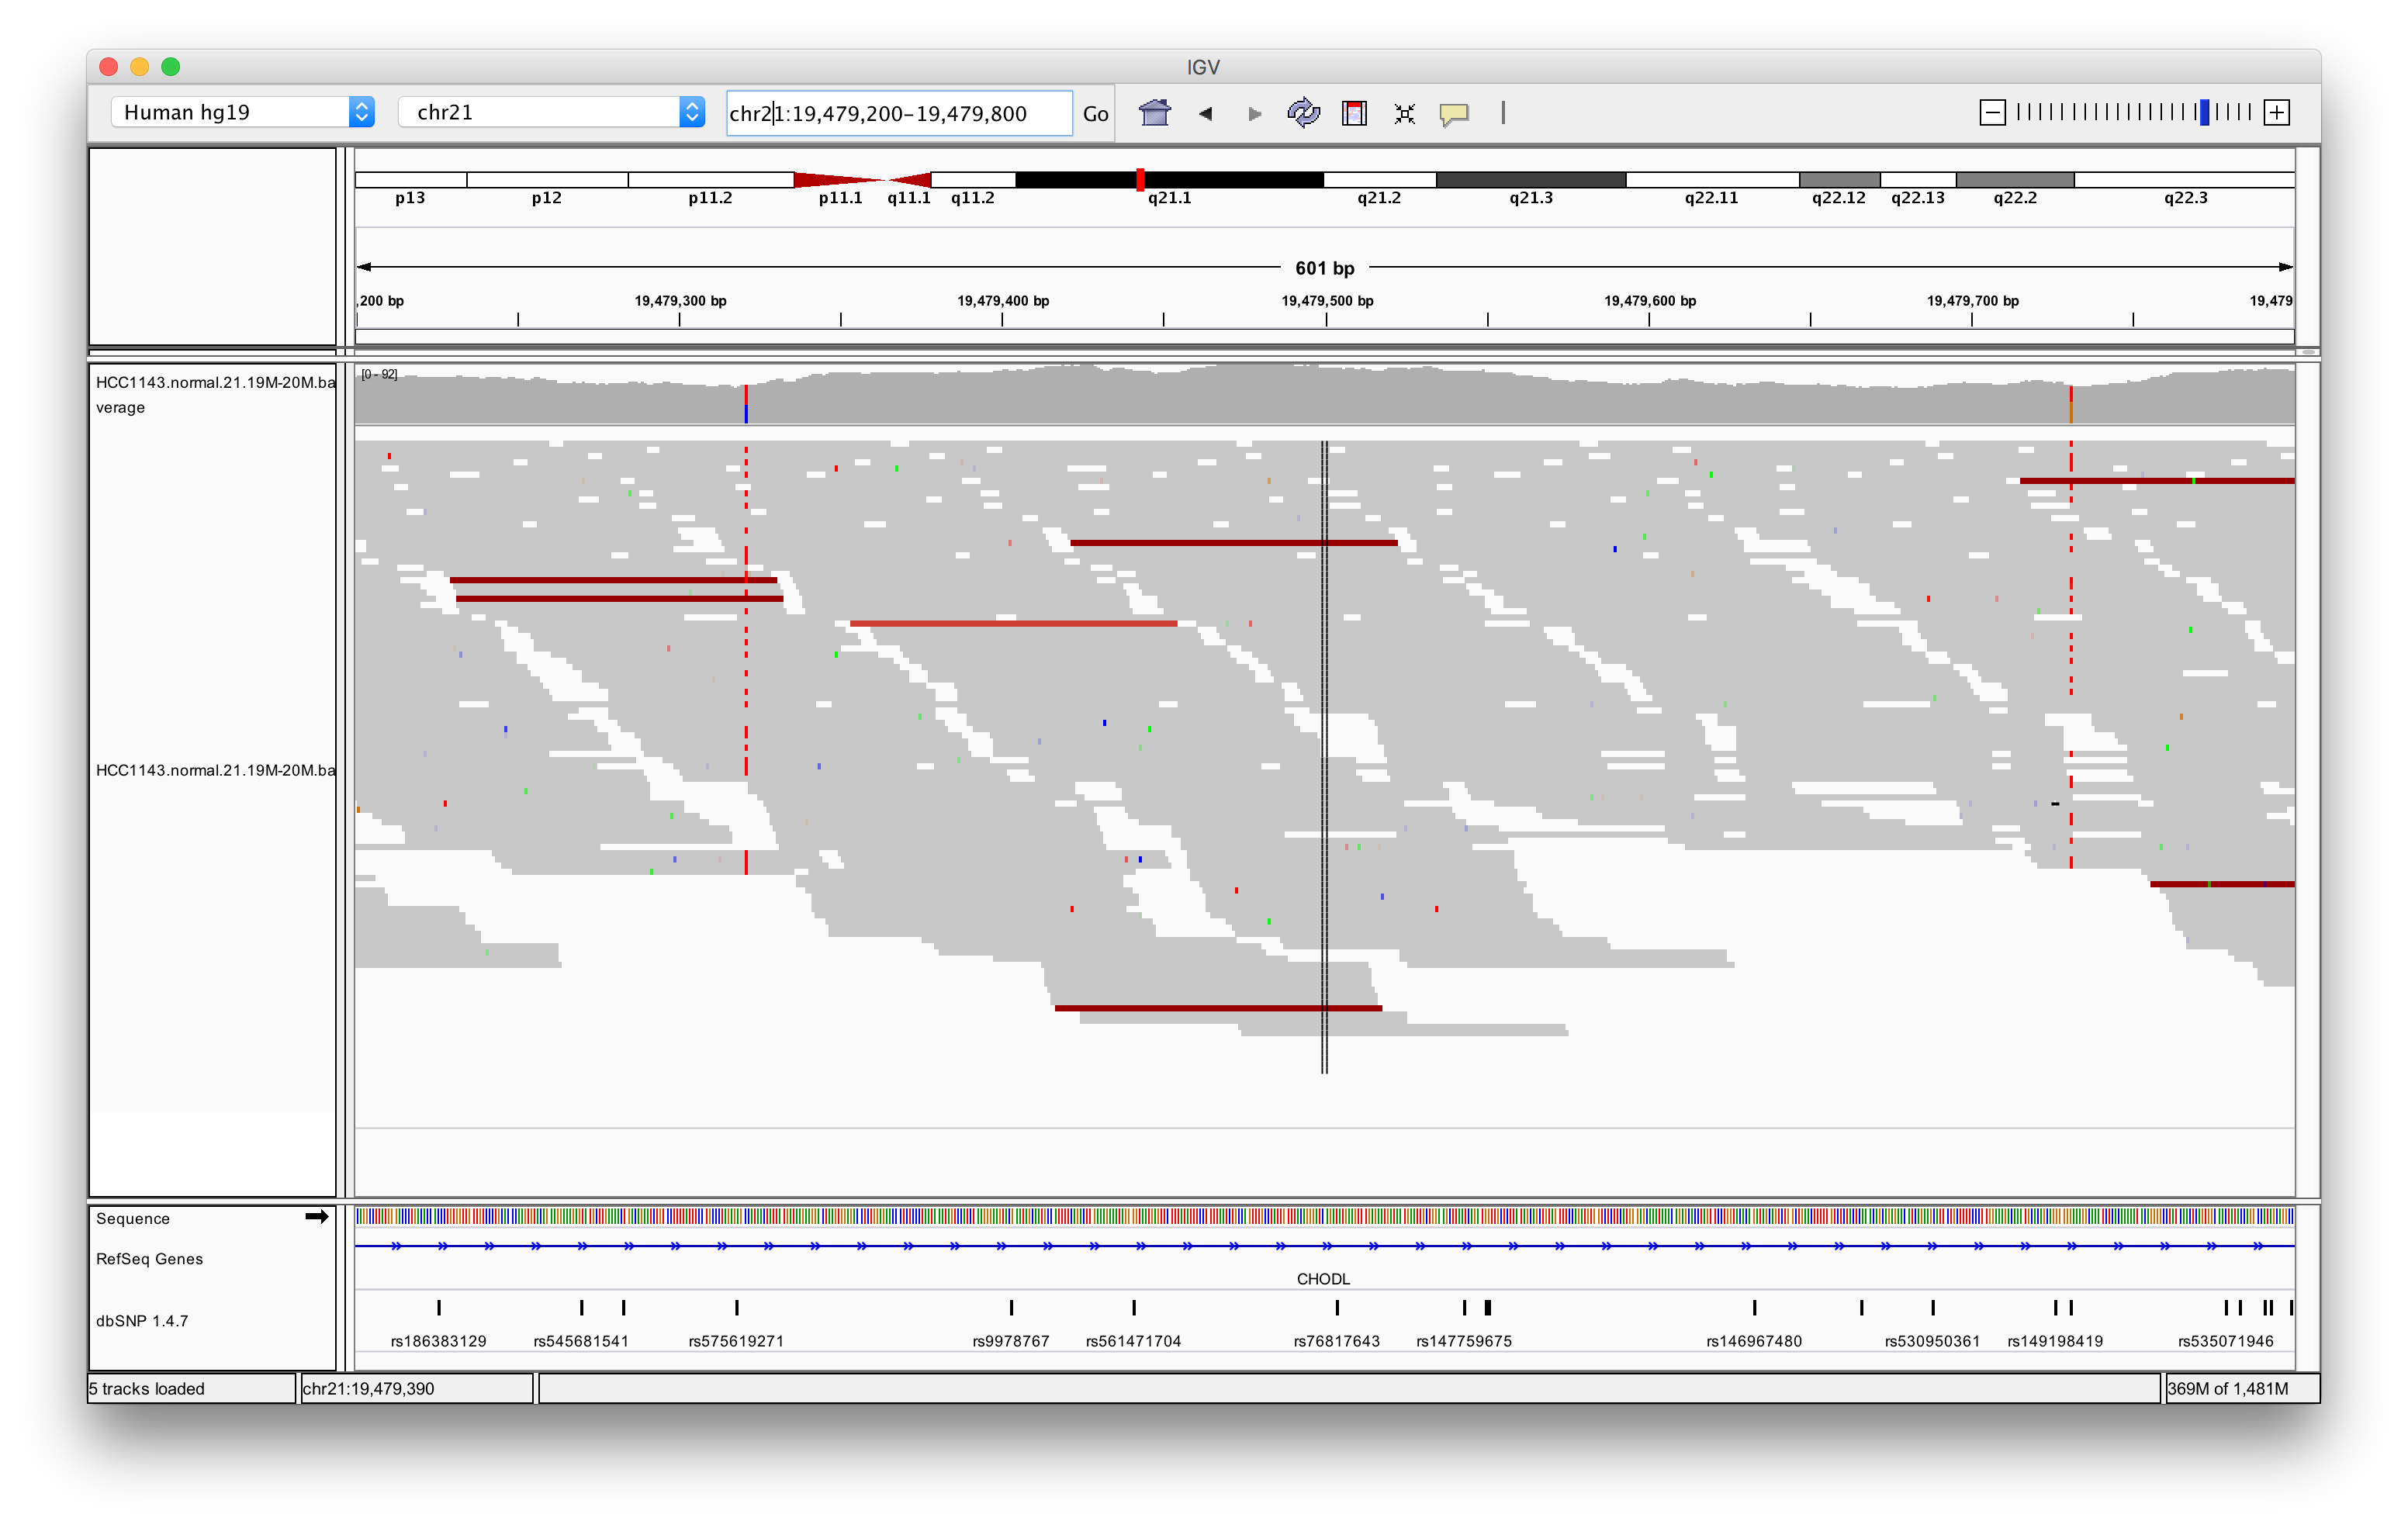 IGV
Human hg19 chr21 chr21:19,479,200-19,479,800 Go
p13 p12 p11.2 p11.1 q11.1 q11.2 q21.1 q21.2 q21.3 q22.11 q22.12 q22.13 q22.2 q22.3
601 bp
,200 bp 19,479,300 bp 19,479,400 bp 19,479,500 bp 19,479,600 bp 19,479,700 bp 19,479
HCC1143.normal.21.19M-20M.ba [0 - 92]
verage
HCC1143.normal.21.19M-20M.ba
Sequence
RefSeq Genes
CHODL
dbSNP 1.4.7
rs186383129 rs545681541 rs575619271 rs9978767 rs561471704 rs76817643 rs147759675 rs146967480 rs530950361 rs149198419 rs535071946
5 tracks loaded chr21:19,479,390 369M of 1,481M